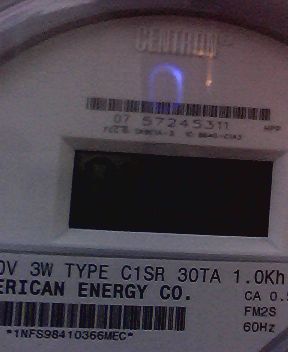 CENTRON
07 57245311
0V 3W TYPE C1SR 30TA 1.0Kh
ERICAN ENERGY CO.
CA 0.5
FM2S
60Hz
*1NFS98410366MEC*